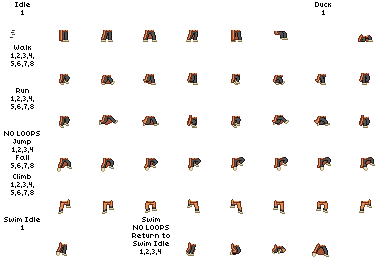 Idle
1
Duck
1
Walk
1,2,3,4,
5,6,7,8
Run
1,2,3,4,
5,6,7,8
NO LOOPS
Jump
1,2,3,4
Fall
5,6,7,8
Climb
1,2,3,4,
5,6,7,8
Swim Idle
1
Swim
NO LOOPS
Return to
Swim Idle
1,2,3,4